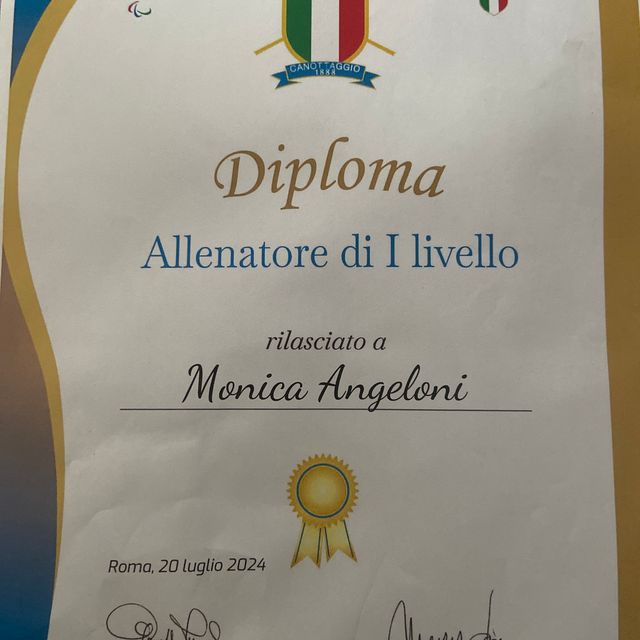 CANOTTAGGIO
1888
Diploma
Allenatore di I livello
rilasciato a
Monica Angeloni
Roma, 20 luglio 2024